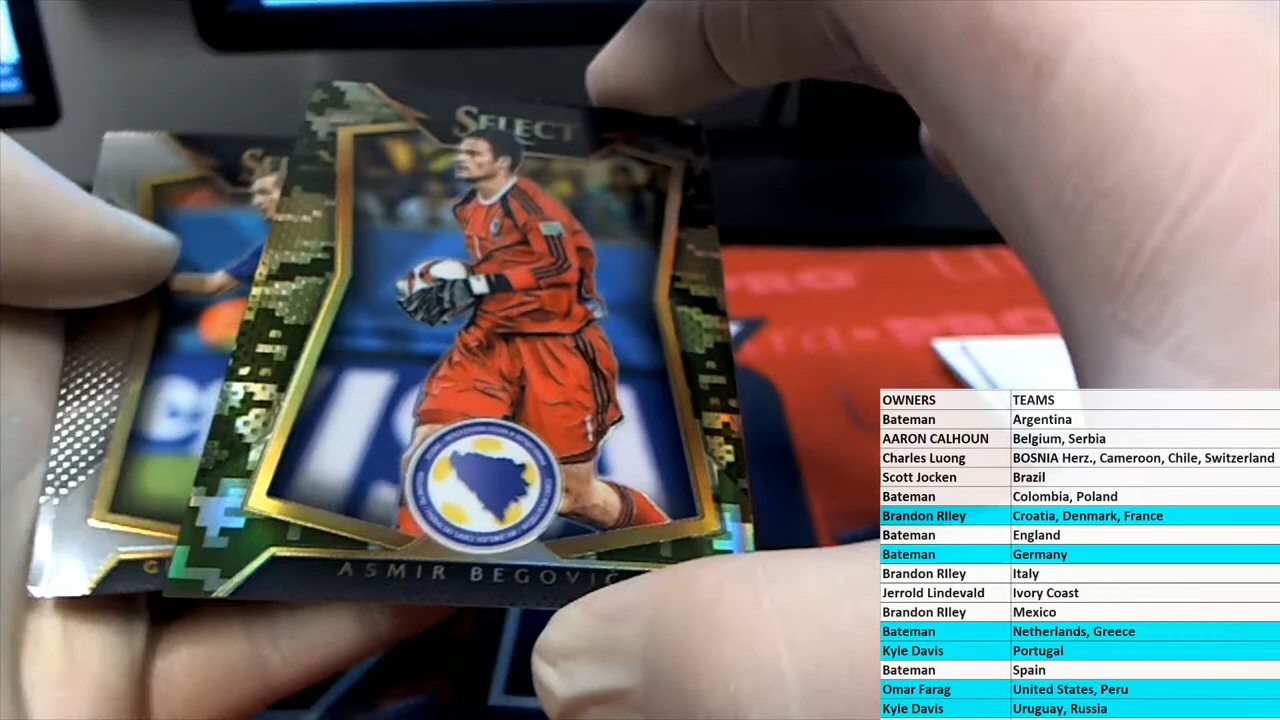 SELECT
ASMIR BEGOVIĆ
G
PRO
PRO
OWNERS TEAMS
Bateman Argentina
AARON CALHOUN Belgium, Serbia
Charles Luong BOSNIA Herz., Cameroon, Chile, Switzerland
Scott Jocken Brazil
Bateman Colombia, Poland
Brandon RIley Croatia, Denmark, France
Bateman England
Bateman Germany
Brandon RIley Italy
Jerrold Lindevald Ivory Coast
Brandon RIley Mexico
Bateman Netherlands, Greece
Kyle Davis Portugal
Bateman Spain
Omar Farag United States, Peru
Kyle Davis Uruguay, Russia